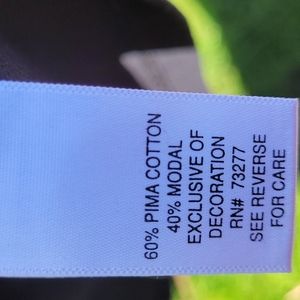 60% PIMA COTTON
40% MODAL
EXCLUSIVE OF
DECORATION
RN# 73277
SEE REVERSE
FOR CARE